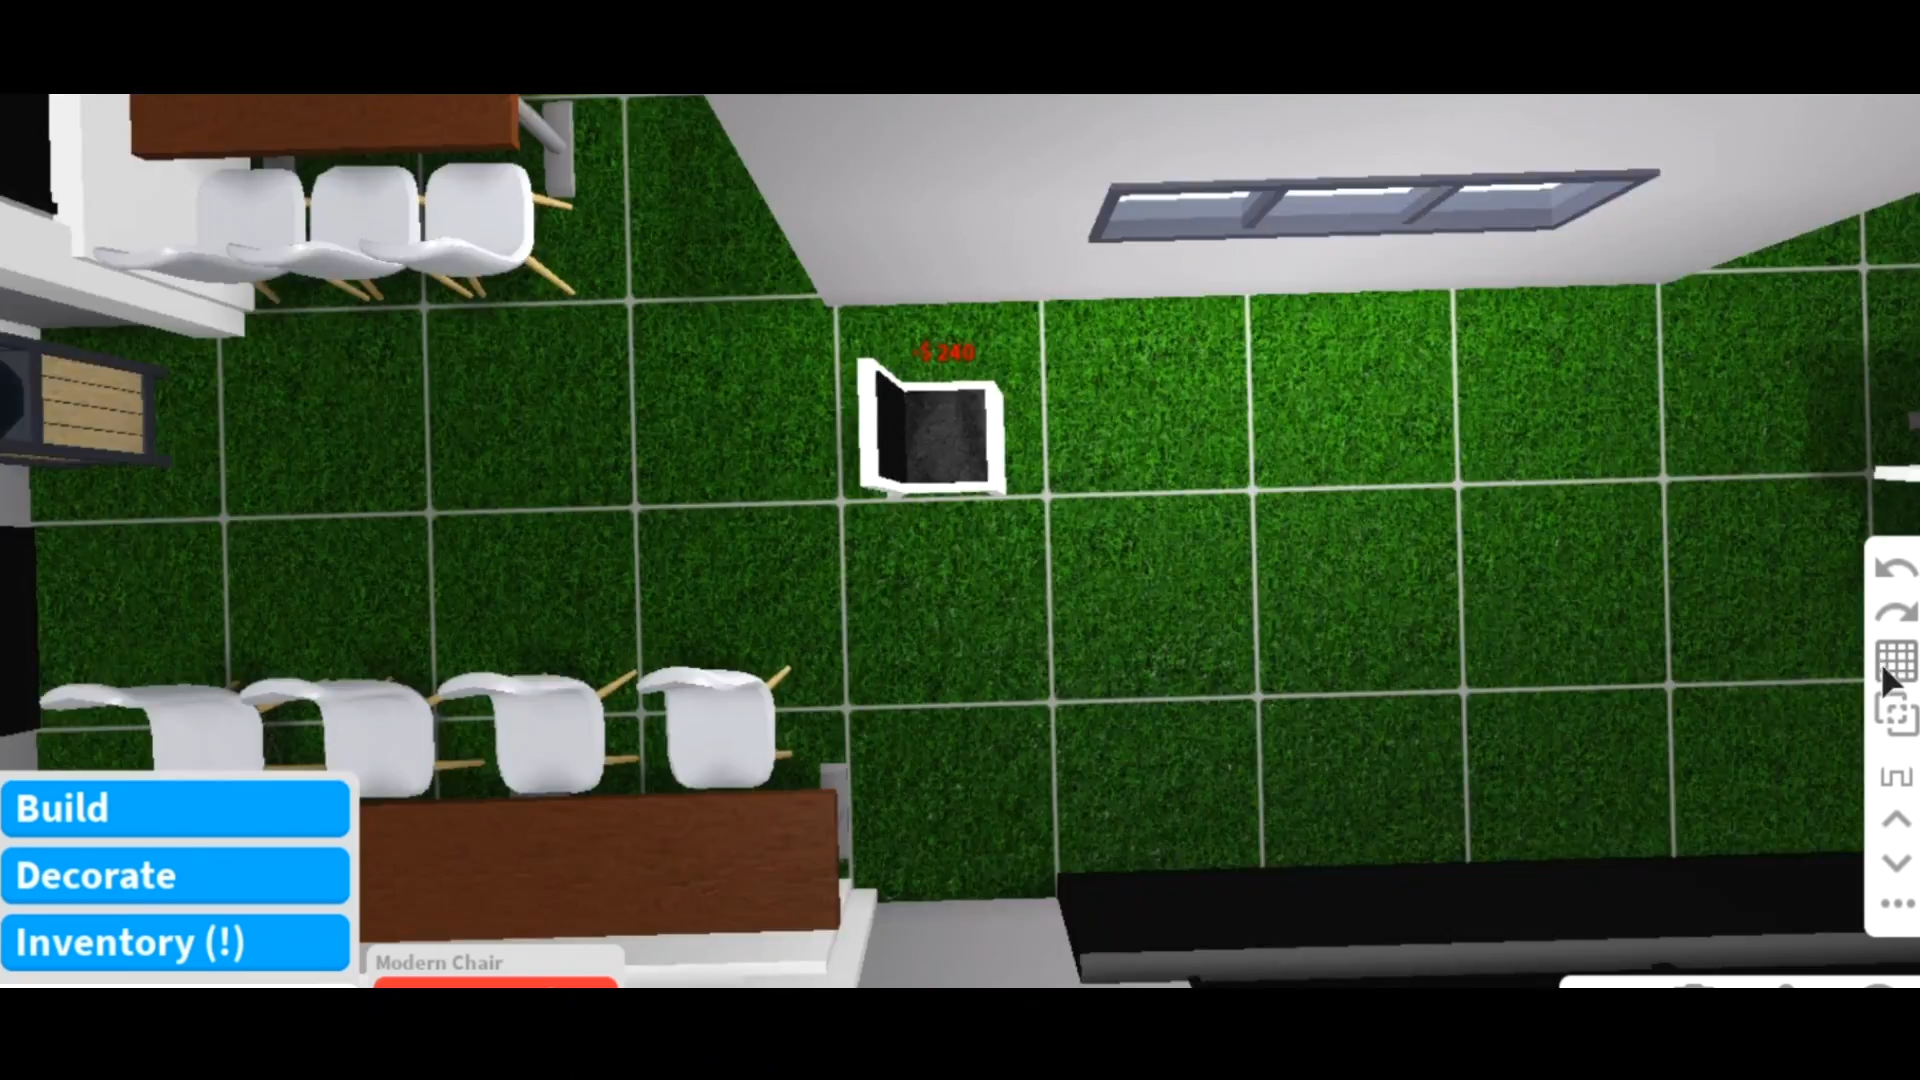 -$ 240
Build
Decorate
Inventory (!)
Modern Chair